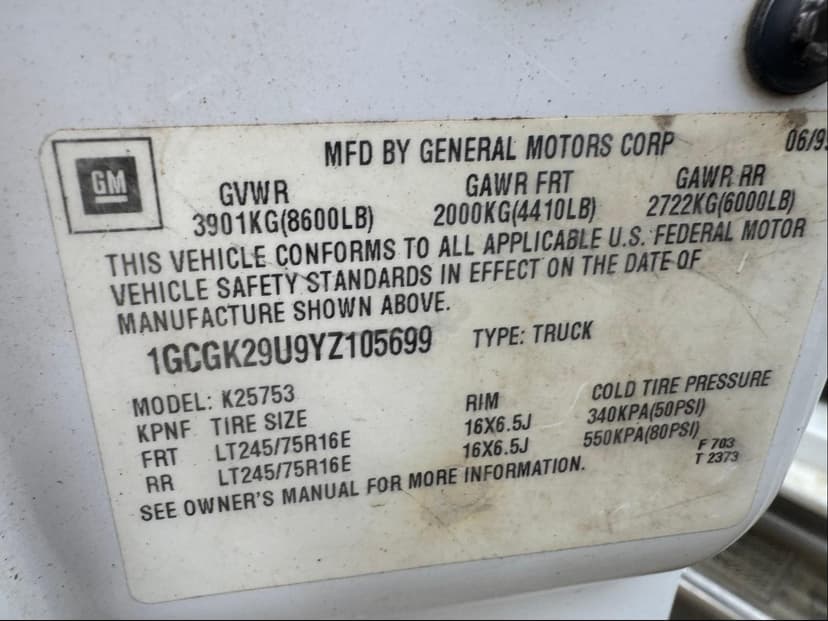 MFD BY GENERAL MOTORS CORP 06/9
GM
GVWR GAWR FRT GAWR RR
3901KG(8600LB) 2000KG(4410LB) 2722KG(6000LB)
THIS VEHICLE CONFORMS TO ALL APPLICABLE U.S. FEDERAL MOTOR
VEHICLE SAFETY STANDARDS IN EFFECT ON THE DATE OF
MANUFACTURE SHOWN ABOVE.
1GCGK29U9YZ105699 TYPE: TRUCK
MODEL: K25753
KPNF TIRE SIZE RIM COLD TIRE PRESSURE
FRT LT245/75R16E 16X6.5J 340KPA(50PSI)
RR LT245/75R16E 16X6.5J 550KPA(80PSI)
SEE OWNER'S MANUAL FOR MORE INFORMATION.
F 703
T 2373